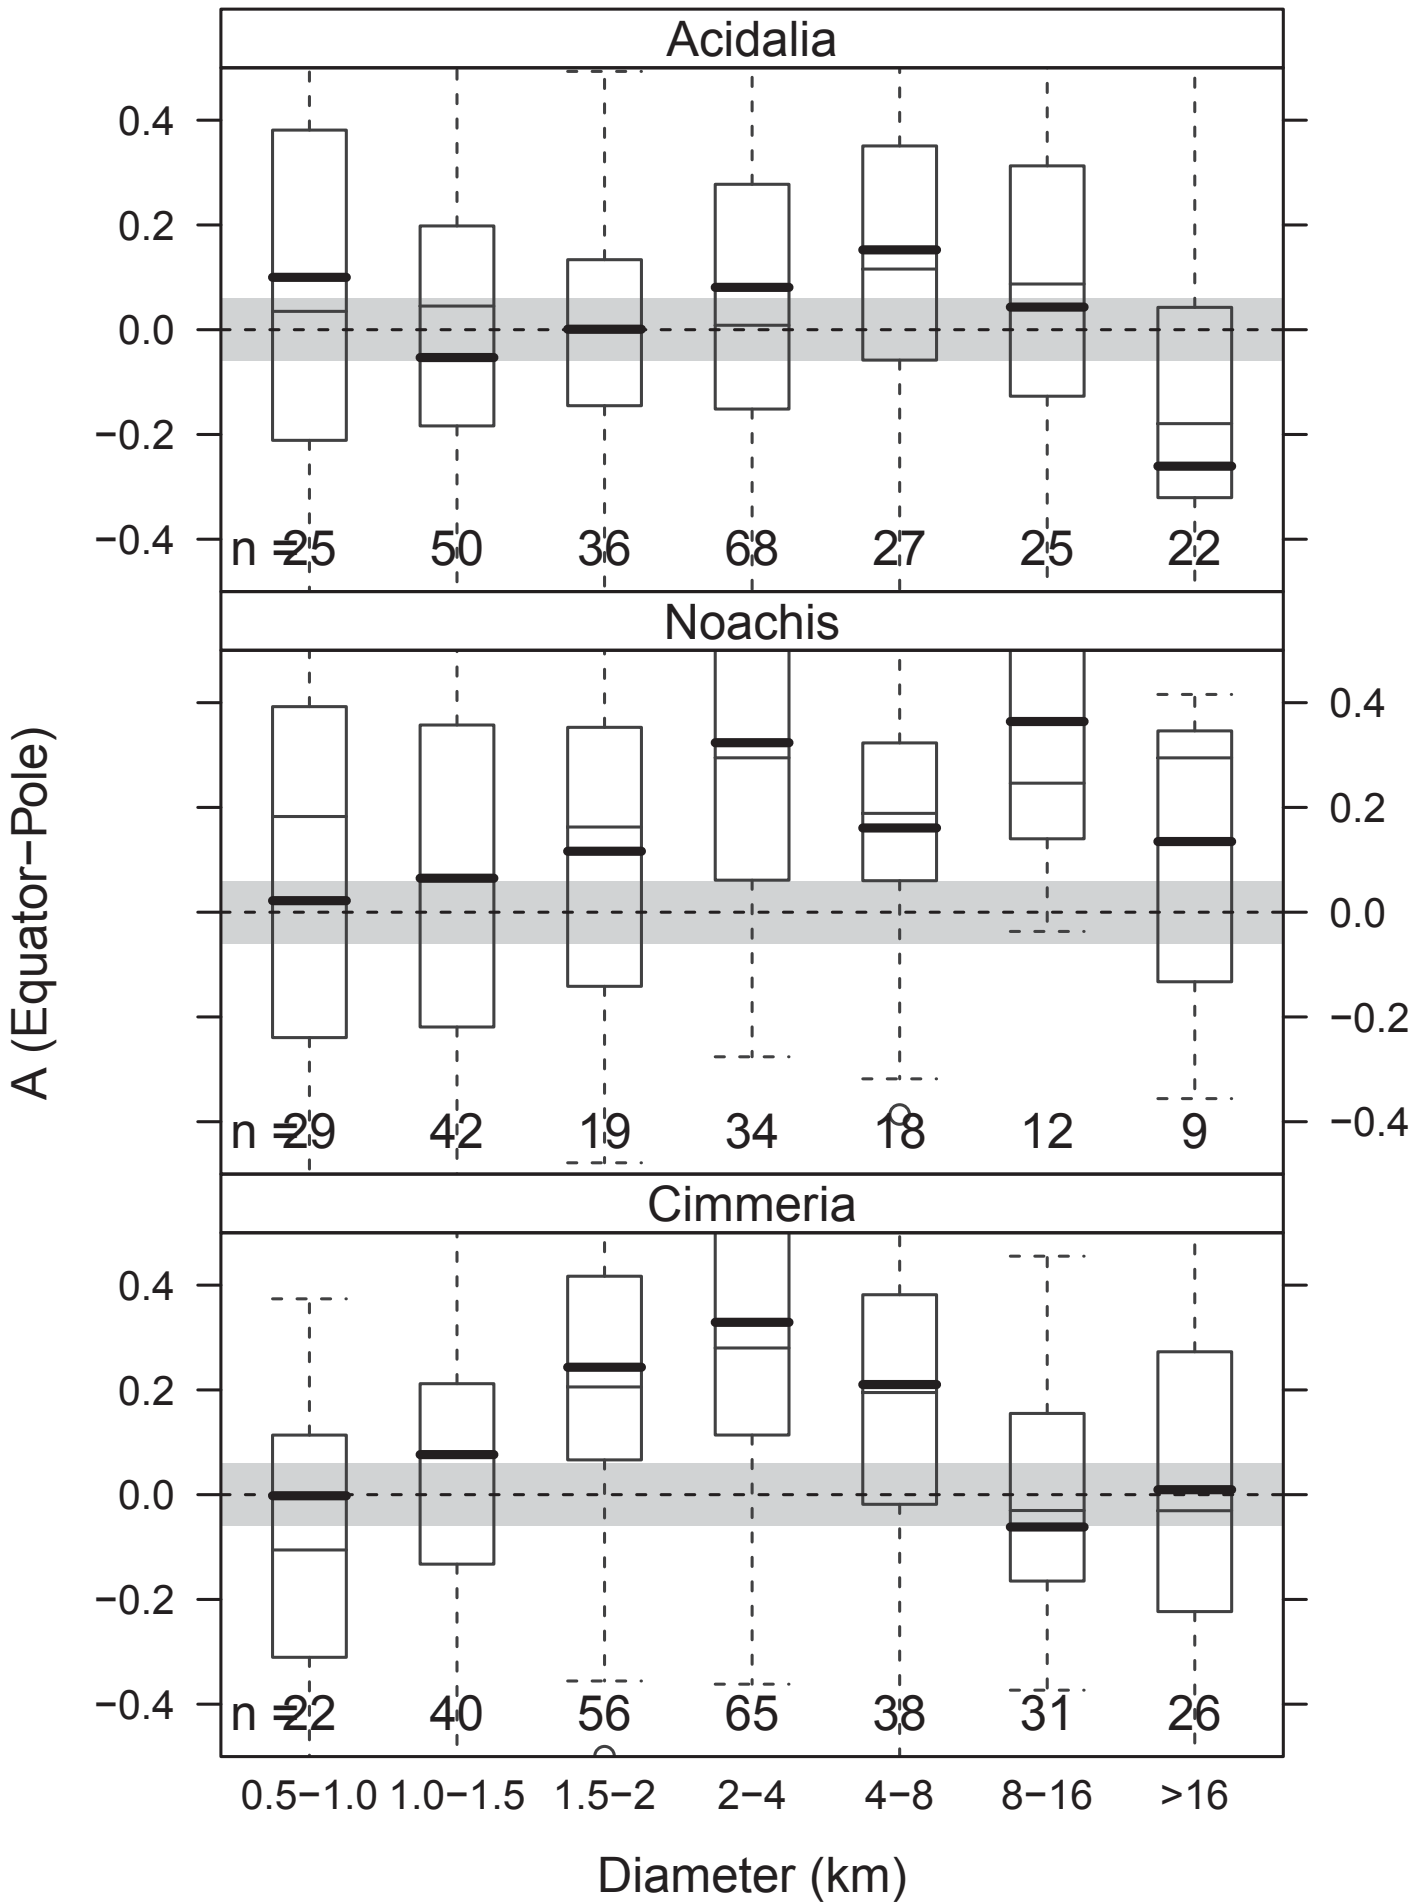 Acidalia
0.4
0.2
0.0
−0.2
−0.4
n = 25 50 36 68 27 25 22
Noachis
0.4
0.2
0.0
−0.2
−0.4
n = 29 42 19 34 18 12 9
Cimmeria
0.4
0.2
0.0
−0.2
−0.4
n = 22 40 56 65 38 31 26
0.5−1.0 1.0−1.5 1.5−2 2−4 4−8 8−16 >16
Diameter (km)
A (Equator−Pole)